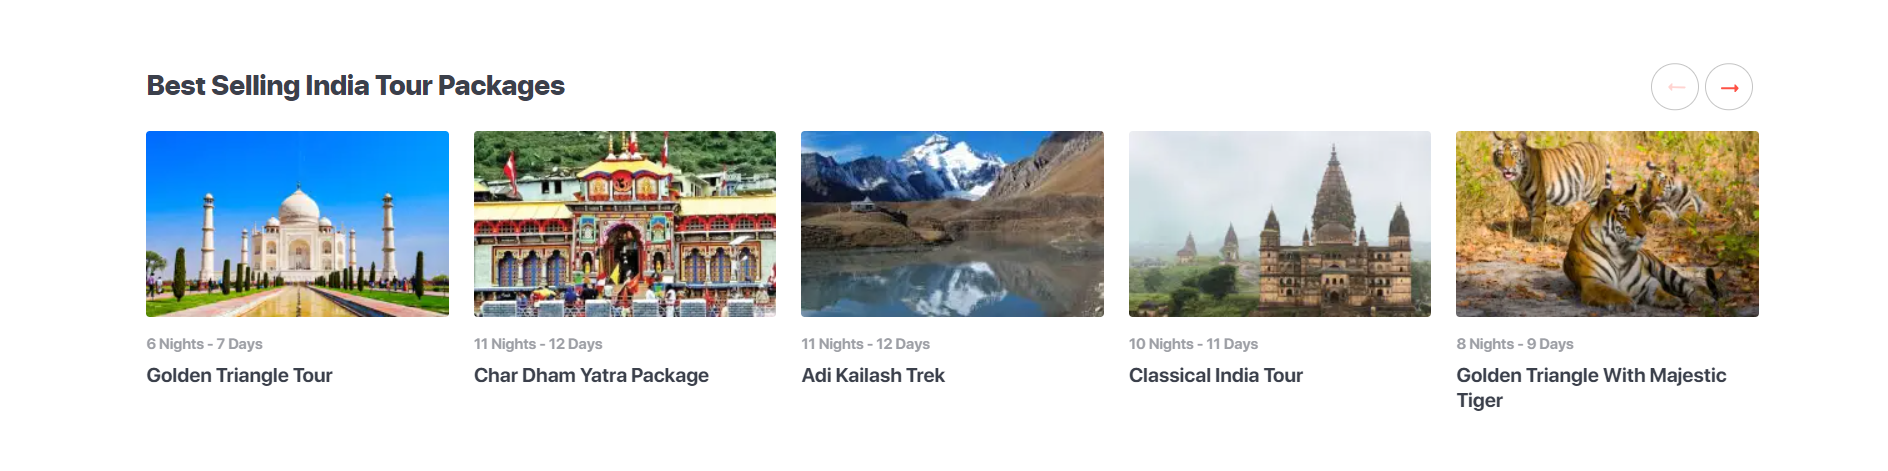 Best Selling India Tour Packages
6 Nights - 7 Days
Golden Triangle Tour
11 Nights - 12 Days
Char Dham Yatra Package
11 Nights - 12 Days
Adi Kailash Trek
10 Nights - 11 Days
Classical India Tour
8 Nights - 9 Days
Golden Triangle With Majestic
Tiger